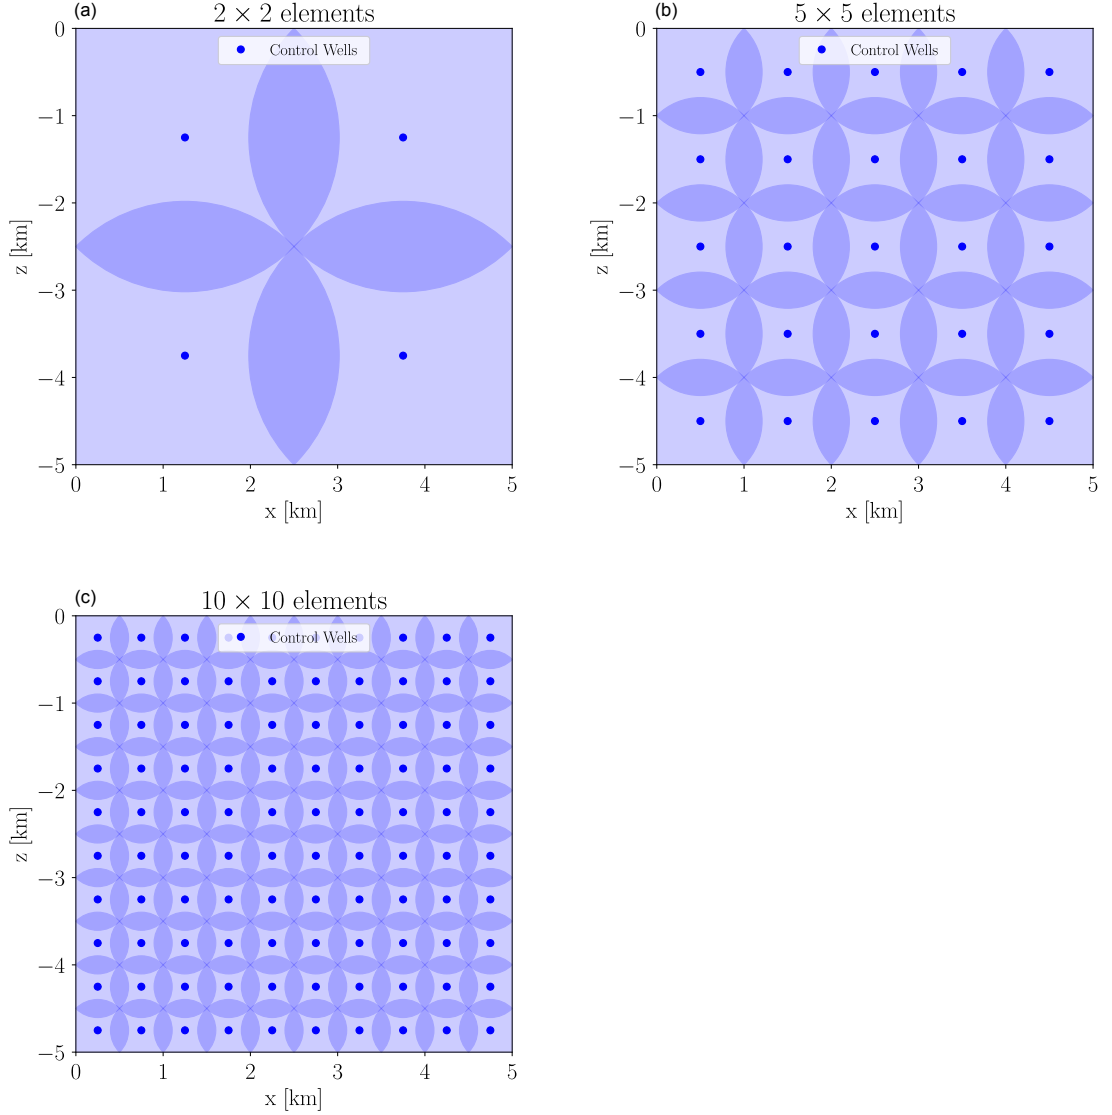 (a)
2 × 2 elements
Control Wells
0
−1
−2
−3
−4
−5
z [km]
0 1 2 3 4 5
x [km]
(b)
5 × 5 elements
Control Wells
0
−1
−2
−3
−4
−5
z [km]
0 1 2 3 4 5
x [km]
(c)
10 × 10 elements
Control Wells
0
−1
−2
−3
−4
−5
z [km]
0 1 2 3 4 5
x [km]